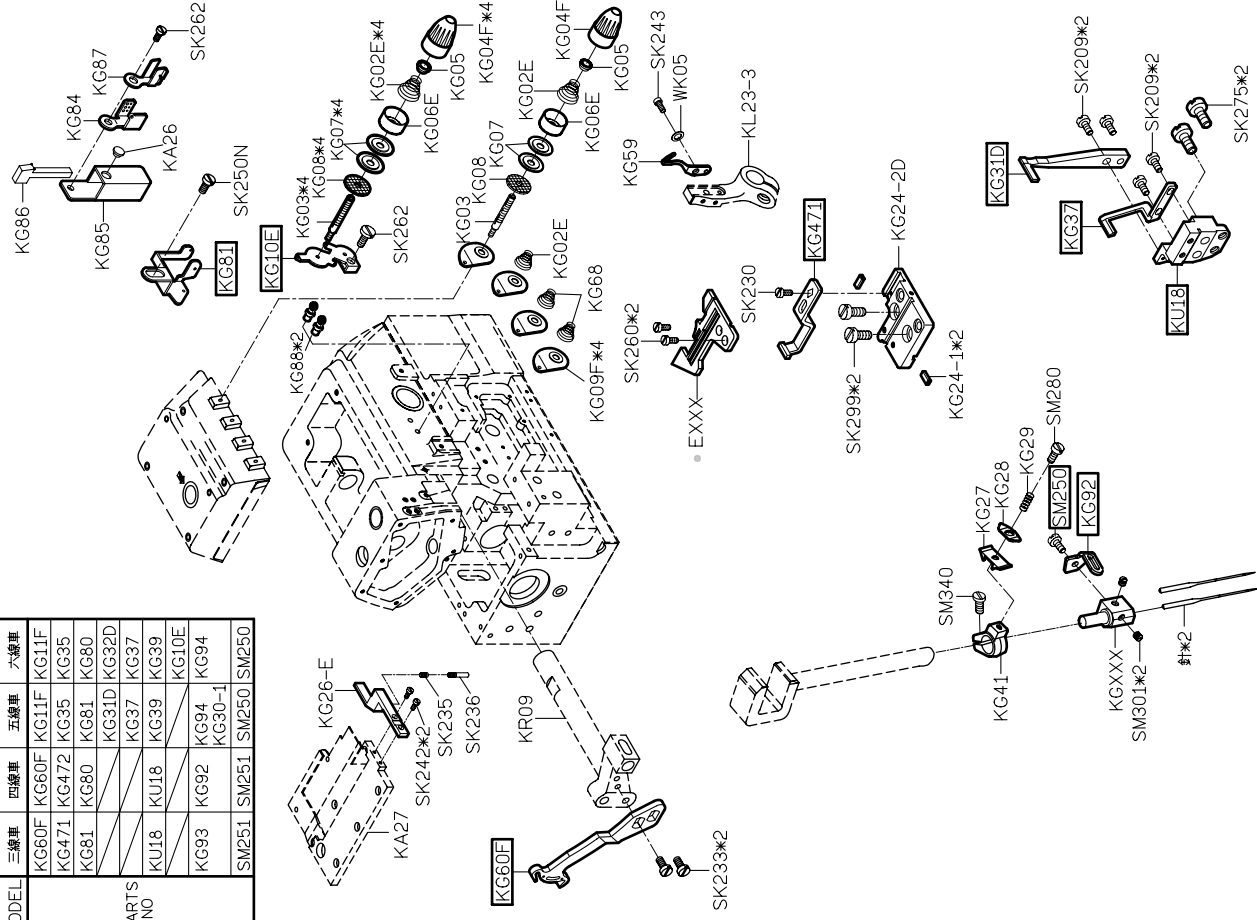 SK262
KG87
KG84
KA26
KG86
KG85
SK250N
KG81
KG10E
KG03*4
KG08*4
KG07*4
KG02E*4
KG06E
KG05
KG04F*4
SK262
KG03
KG08
KG07
KG02E
KG06E
KG05
KG04F
KG02E
KG68
KG09F*4
KG88*2
SK243
WK05
KG59
KL23-3
KG471
KG24-2D
SK230
SK260*2
EXXX
SK299*2
KG24-1*2
SK209*2
SK209*2
SK275*2
KG31D
KG37
KU18
SM280
KG29
KG28
KG27
SM250
KG92
SM340
KG41
KGXXX
SM301*2
針*2
KG26-E
SK235
SK236
SK242*2
KA27
KR09
KG60F
SK233*2
ODEL 三線車 四線車 五線車 六線車
ARTS
NO
KG60F KG60F KG11F KG11F
KG471 KG472 KG35 KG35
KG81 KG80 KG81 KG80
KG31D KG32D
KG37 KG37
KU18 KU18 KG39 KG39
KG10E
KG93 KG92 KG94 KG94
KG30-1
SM251 SM251 SM250 SM250